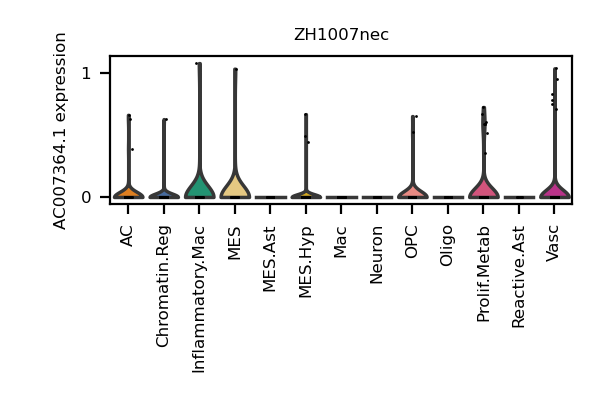 ZH1007nec
AC007364.1 expression
1
0
AC
Chromatin.Reg
Inflammatory.Mac
MES
MES.Ast
MES.Hyp
Mac
Neuron
OPC
Oligo
Prolif.Metab
Reactive.Ast
Vasc